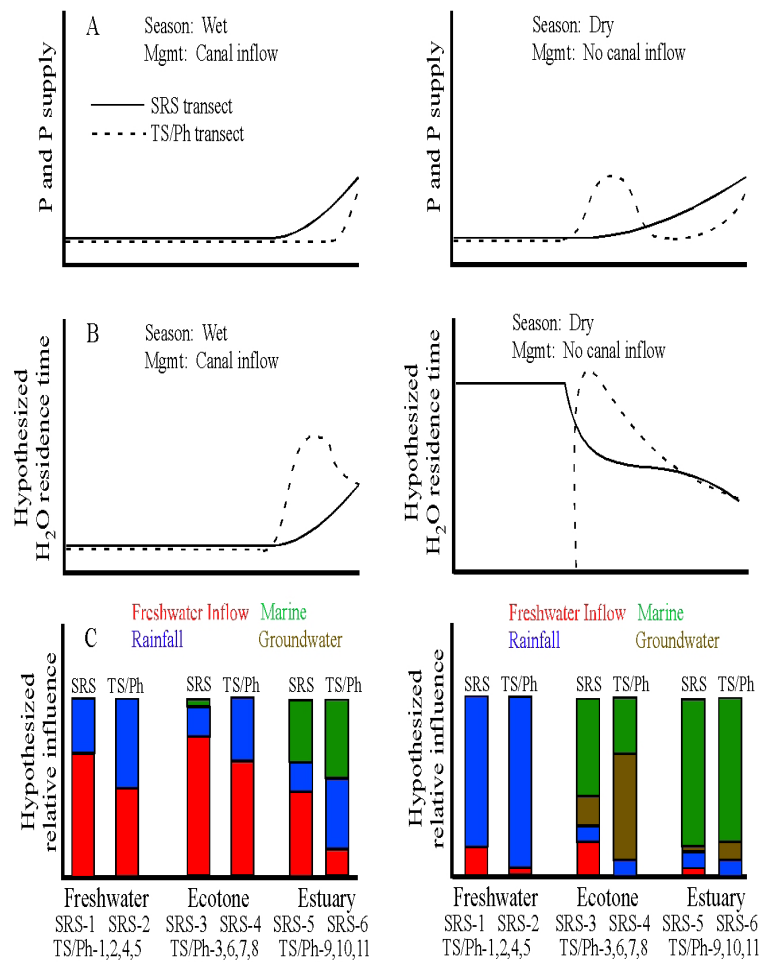 A
Season: Wet
Mgmt: Canal inflow
SRS transect
TS/Ph transect
P and P supply
Season: Dry
Mgmt: No canal inflow
P and P supply
B
Season: Wet
Mgmt: Canal inflow
Hypothesized
H₂O residence time
Season: Dry
Mgmt: No canal inflow
Hypothesized
H₂O residence time
C
Freshwater Inflow Marine
Rainfall Groundwater
Hypothesized
relative influence
SRS TS/Ph SRS TS/Ph SRS TS/Ph
Freshwater Ecotone Estuary
SRS-1 SRS-2 SRS-3 SRS-4 SRS-5 SRS-6
TS/Ph-1,2,4,5 TS/Ph-3,6,7,8 TS/Ph-9,10,11
Freshwater Inflow Marine
Rainfall Groundwater
Hypothesized
relative influence
SRS TS/Ph SRS TS/Ph SRS TS/Ph
Freshwater Ecotone Estuary
SRS-1 SRS-2 SRS-3 SRS-4 SRS-5 SRS-6
TS/Ph-1,2,4,5 TS/Ph-3,6,7,8 TS/Ph-9,10,11